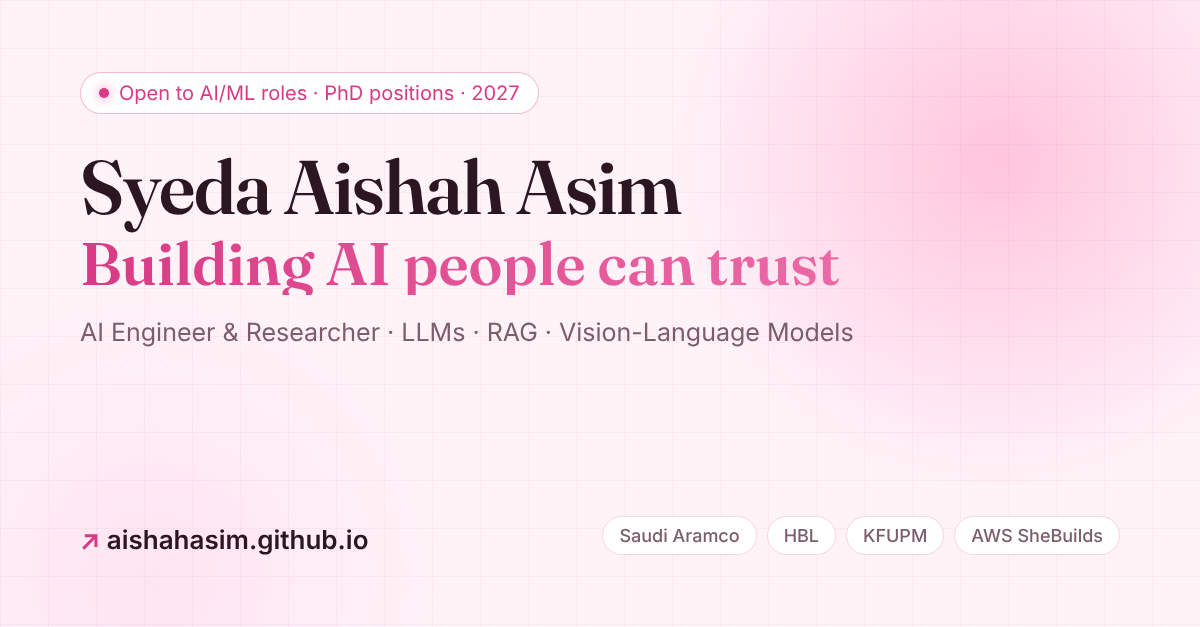 Open to AI/ML roles · PhD positions · 2027
Syeda Aishah Asim
Building AI people can trust
AI Engineer & Researcher · LLMs · RAG · Vision-Language Models
↗ aishahasim.github.io
Saudi Aramco HBL KFUPM AWS SheBuilds